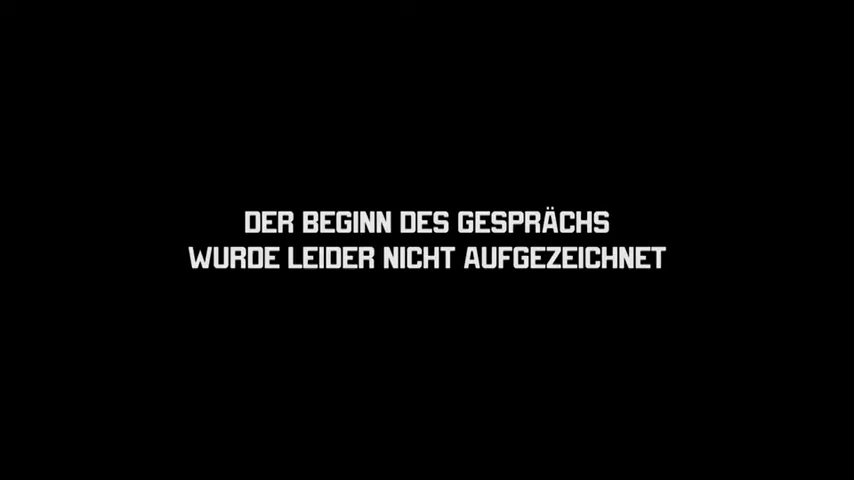 DER BEGINN DES GESPRÄCHS
WURDE LEIDER NICHT AUFGEZEICHNET